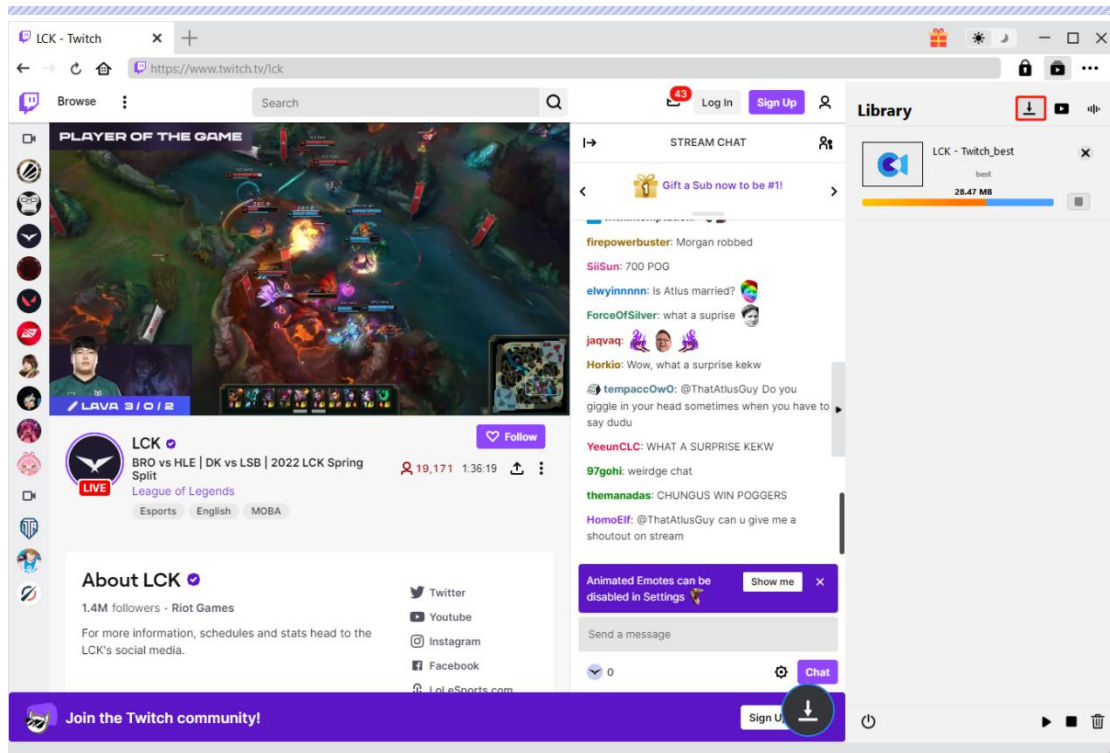 LCK - Twitch
https://www.twitch.tv/lck
Browse
Search
43
Log In
Sign Up
PLAYER OF THE GAME
LAVA 3/0/2
LCK
BRO vs HLE | DK vs LSB | 2022 LCK Spring
Split
League of Legends
Esports English MOBA
LIVE
Follow
19,171 1:36:19
About LCK
1.4M followers · Riot Games
For more information, schedules and stats head to the
LCK's social media.
Twitter
Youtube
Instagram
Facebook
LoLEsports.com
STREAM CHAT
Gift a Sub now to be #1!
1
firepowerbuster: Morgan robbed
SiiSun: 700 POG
elwyinnnnn: Is Atlus married?
ForceOfSilver: what a suprise
jaqvaq:
Horkio: Wow, what a surprise kekw
tempaccOwO: @ThatAtlusGuy Do you
giggle in your head sometimes when you have to
say dudu
YeeunCLC: WHAT A SURPRISE KEKW
97gohi: weirdge chat
themanadas: CHUNGUS WIN POGGERS
HomoElf: @ThatAtlusGuy can u give me a
shoutout on stream
Animated Emotes can be
disabled in Settings
Show me
Send a message
0
Chat
Join the Twitch community!
Sign U
Library
LCK - Twitch_best
best
28.47 MB